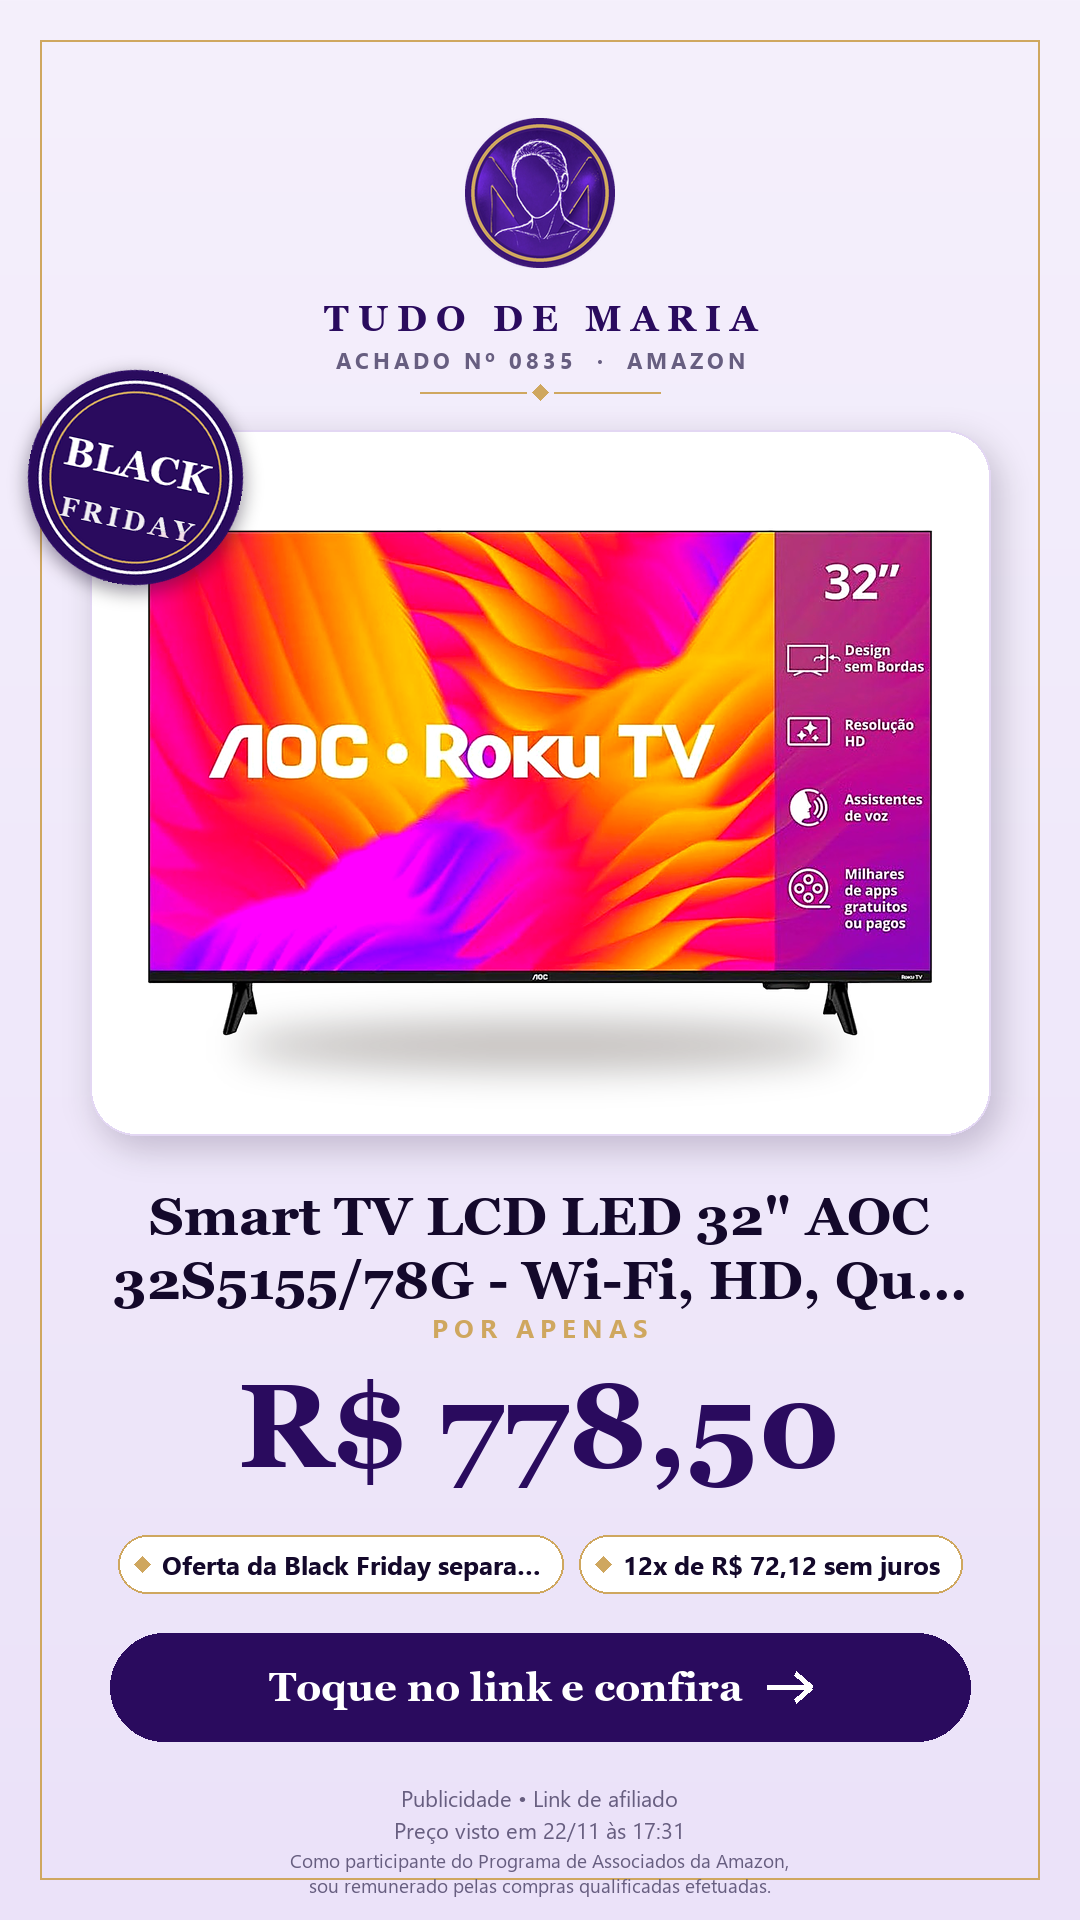 TUDO DE MARIA
ACHADO Nº 0835 · AMAZON
BLACK
FRIDAY
32”
Design
sem Bordas
Resolução
HD
Assistentes
de voz
Milhares
de apps
gratuitos
ou pagos
AOC • Roku TV
AOC
Roku TV
Smart TV LCD LED 32" AOC
32S5155/78G - Wi-Fi, HD, Qu...
POR APENAS
R$ 778,50
Oferta da Black Friday separa...
12x de R$ 72,12 sem juros
Toque no link e confira →
Publicidade • Link de afiliado
Preço visto em 22/11 às 17:31
Como participante do Programa de Associados da Amazon,
sou remunerado pelas compras qualificadas efetuadas.